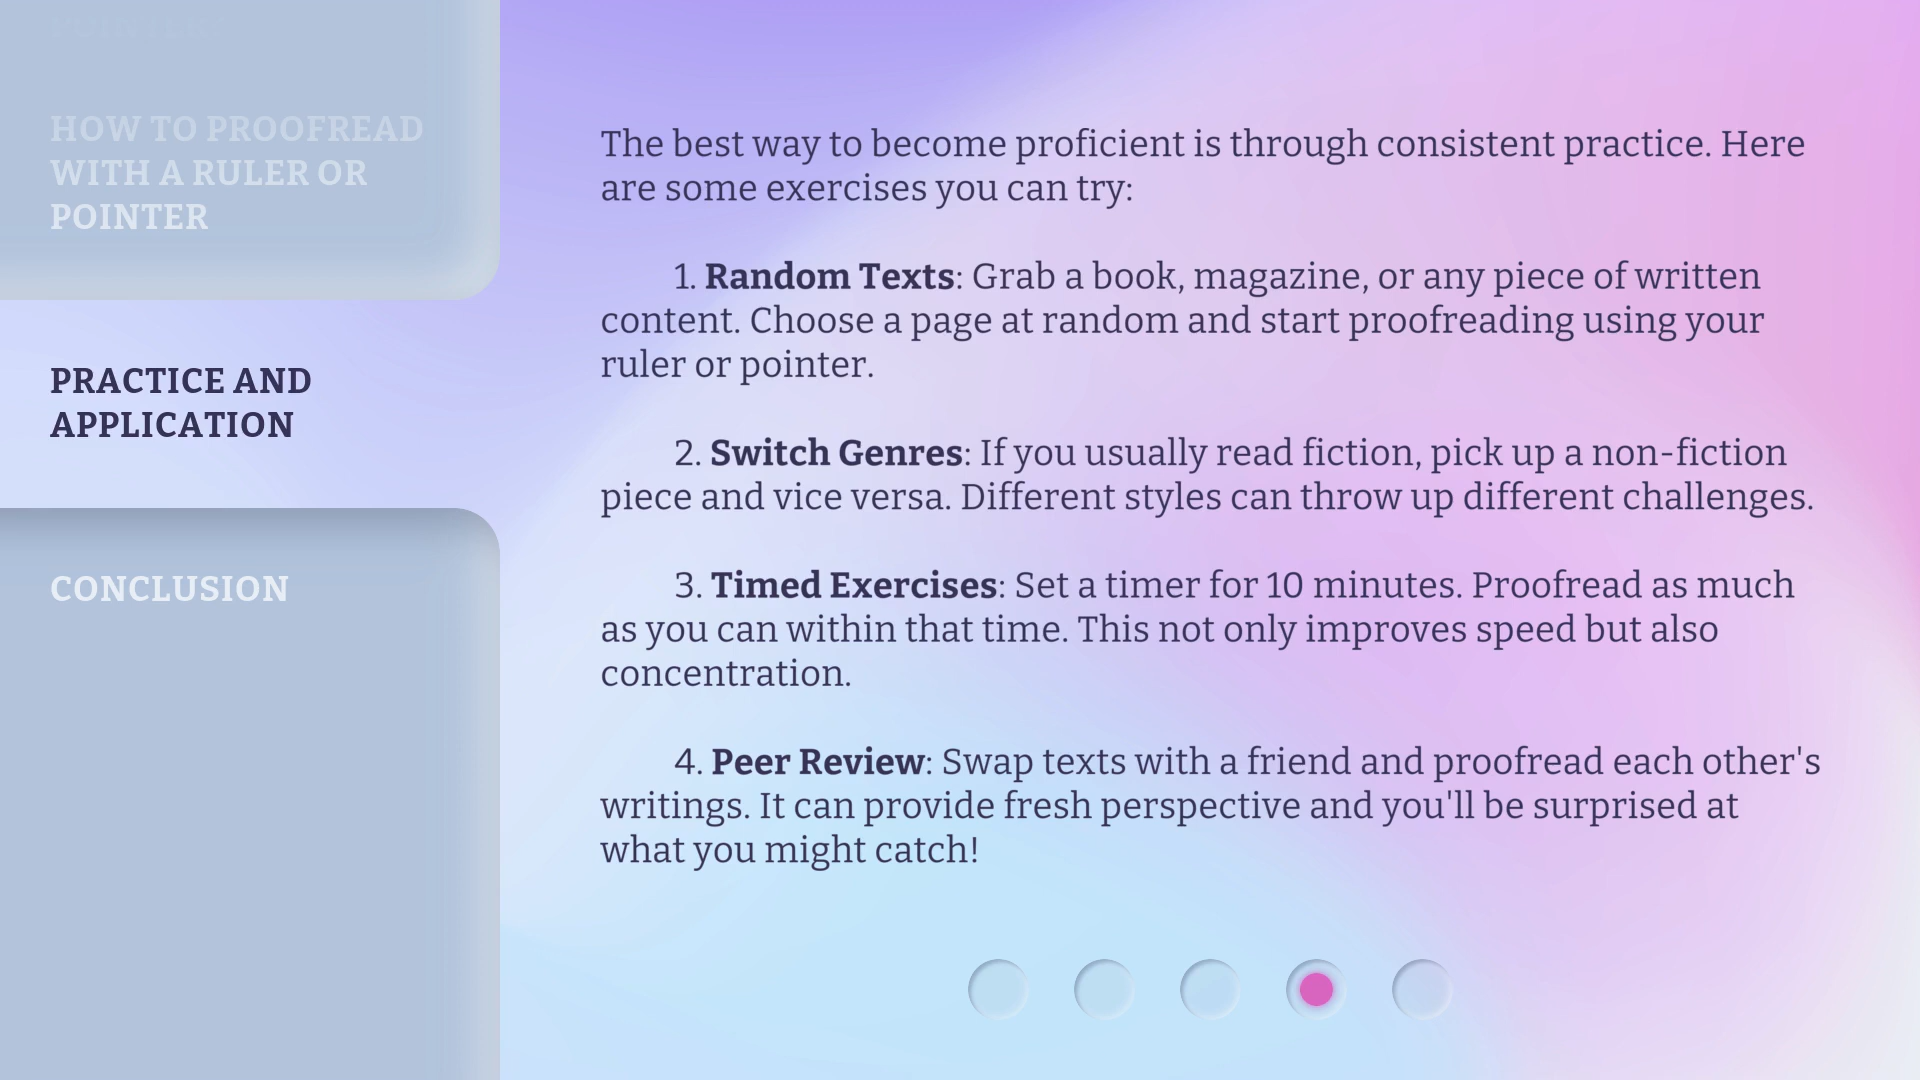 HOW TO PROOFREAD
WITH A RULER OR
POINTER
PRACTICE AND
APPLICATION
CONCLUSION
The best way to become proficient is through consistent practice. Here
are some exercises you can try:
1. Random Texts: Grab a book, magazine, or any piece of written
content. Choose a page at random and start proofreading using your
ruler or pointer.
2. Switch Genres: If you usually read fiction, pick up a non-fiction
piece and vice versa. Different styles can throw up different challenges.
3. Timed Exercises: Set a timer for 10 minutes. Proofread as much
as you can within that time. This not only improves speed but also
concentration.
4. Peer Review: Swap texts with a friend and proofread each other's
writings. It can provide fresh perspective and you'll be surprised at
what you might catch!